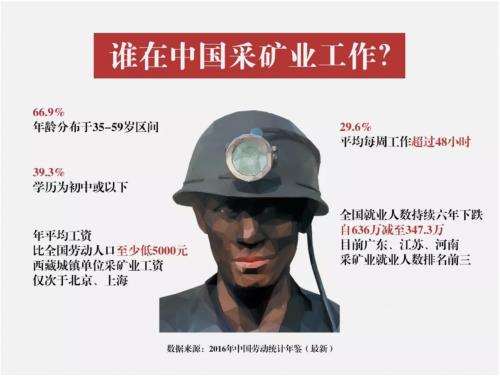 谁在中国采矿业工作?
66.9%
年龄分布于35-59岁区间
39.3%
学历为初中或以下
年平均工资
比全国劳动人口至少低5000元
西藏城镇单位采矿业工资
仅次于北京、上海
29.6%
平均每周工作超过48小时
全国就业人数持续六年下跌
自636万减至347.3万
目前广东、江苏、河南
采矿业就业人数排名前三
数据来源：2016年中国劳动统计年鉴（最新）